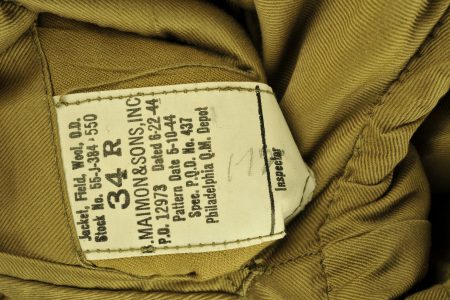 Jacket, Field, Wool, O.D.
Stock No. 55-J-384-550
34 R
B. MAIMON & SONS, INC.
P.O. 12973 Dated 6-22-44
Pattern Date 5-10-44
Spec. P.Q.D. No. 437
Philadelphia Q.M. Depot
Inspector